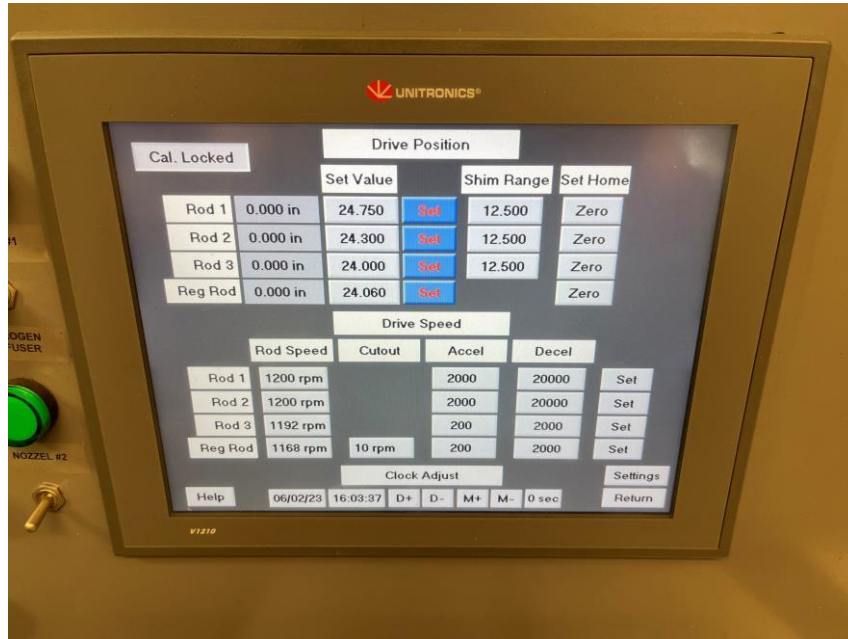 UNITRONICS®
Drive Position
Cal. Locked
Set Value Shim Range Set Home
Rod 1 0.000 in 24.750 Set 12.500 Zero
Rod 2 0.000 in 24.300 Set 12.500 Zero
Rod 3 0.000 in 24.000 Set 12.500 Zero
Reg Rod 0.000 in 24.060 Set Zero
Drive Speed
Rod Speed Cutout Accel Decel
Rod 1 1200 rpm 2000 20000 Set
Rod 2 1200 rpm 2000 20000 Set
Rod 3 1192 rpm 200 2000 Set
Reg Rod 1168 rpm 10 rpm 200 2000 Set
Clock Adjust Settings
Help 06/02/23 16:03:37 D+ D- M+ M- 0 sec Return
V1210
#1
OGEN
FUSER
NOZZEL #2